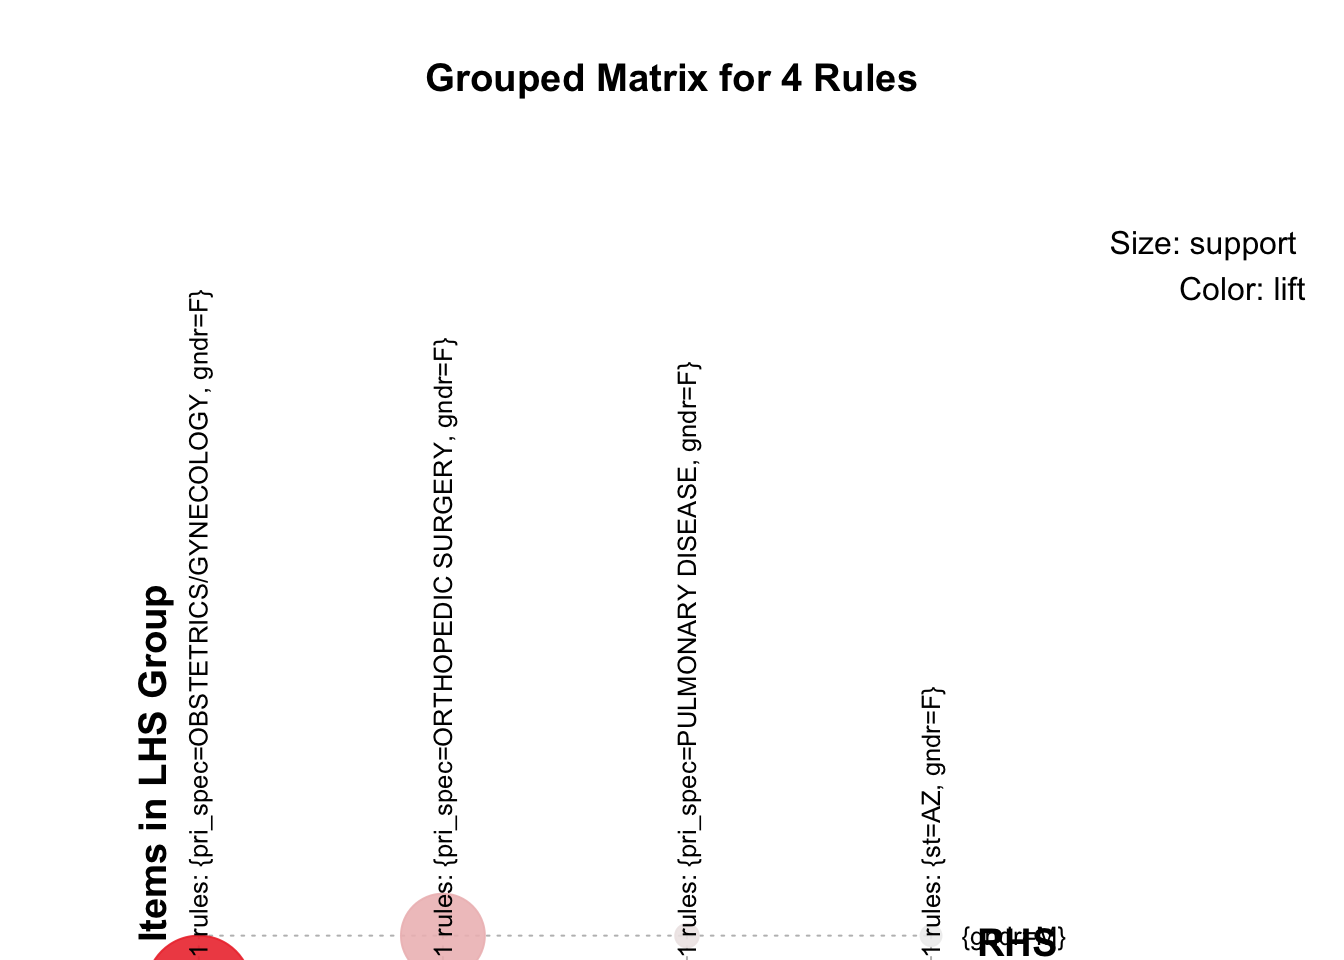 Grouped Matrix for 4 Rules
Size: support
Color: lift
Items in LHS Group
1 rules: {pri_spec=OBSTETRICS/GYNECOLOGY, gndr=F}
1 rules: {pri_spec=ORTHOPEDIC SURGERY, gndr=F}
1 rules: {pri_spec=PULMONARY DISEASE, gndr=F}
1 rules: {st=AZ, gndr=F}
RHS